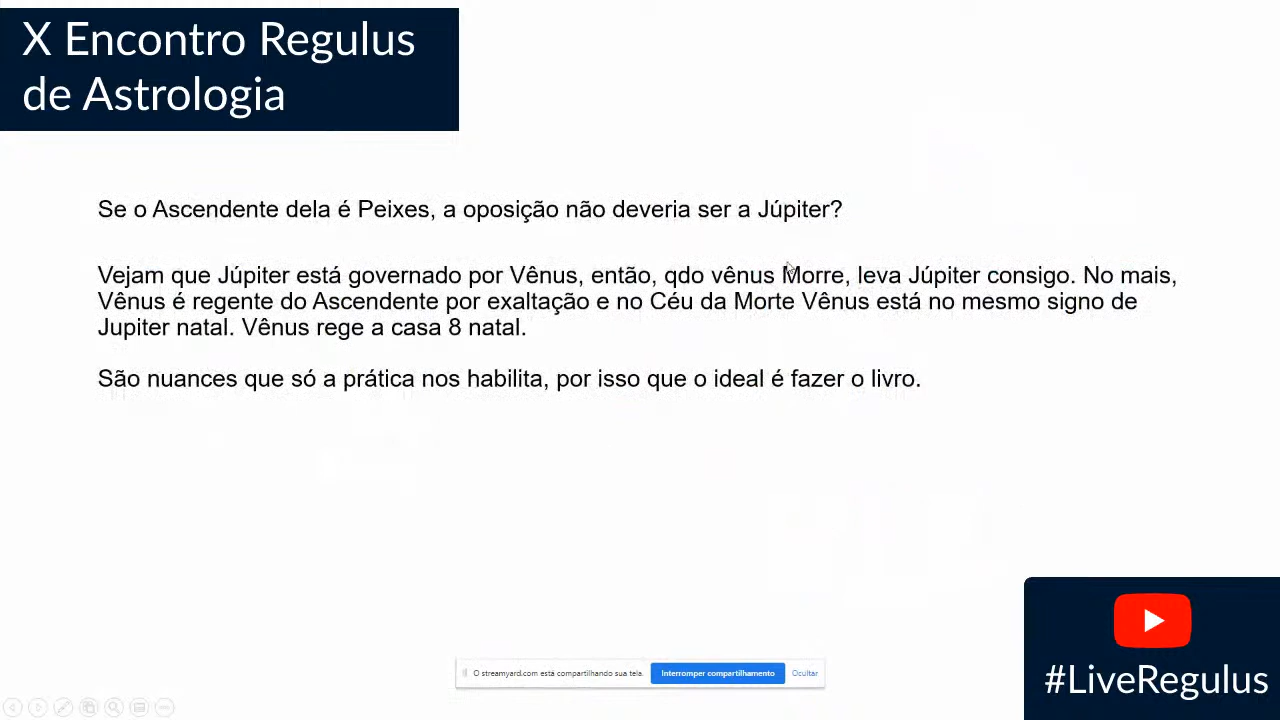 X Encontro Regulus
de Astrologia
Se o Ascendente dela é Peixes, a oposição não deveria ser a Júpiter?
Vejam que Júpiter está governado por Vênus, então, qdo vênus Morre, leva Júpiter consigo. No mais,
Vênus é regente do Ascendente por exaltação e no Céu da Morte Vênus está no mesmo signo de
Jupiter natal. Vênus rege a casa 8 natal.
São nuances que só a prática nos habilita, por isso que o ideal é fazer o livro.
O streamyard.com está compartilhando sua tela.
Interromper compartilhamento
Ocultar
#LiveRegulus